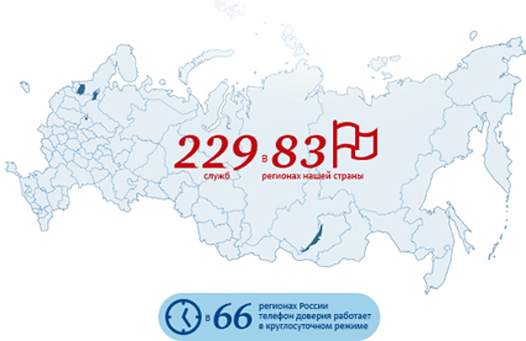 229 в 83
служб регионах нашей страны
в 66 регионах России
телефон доверия работает
в круглосуточном режиме